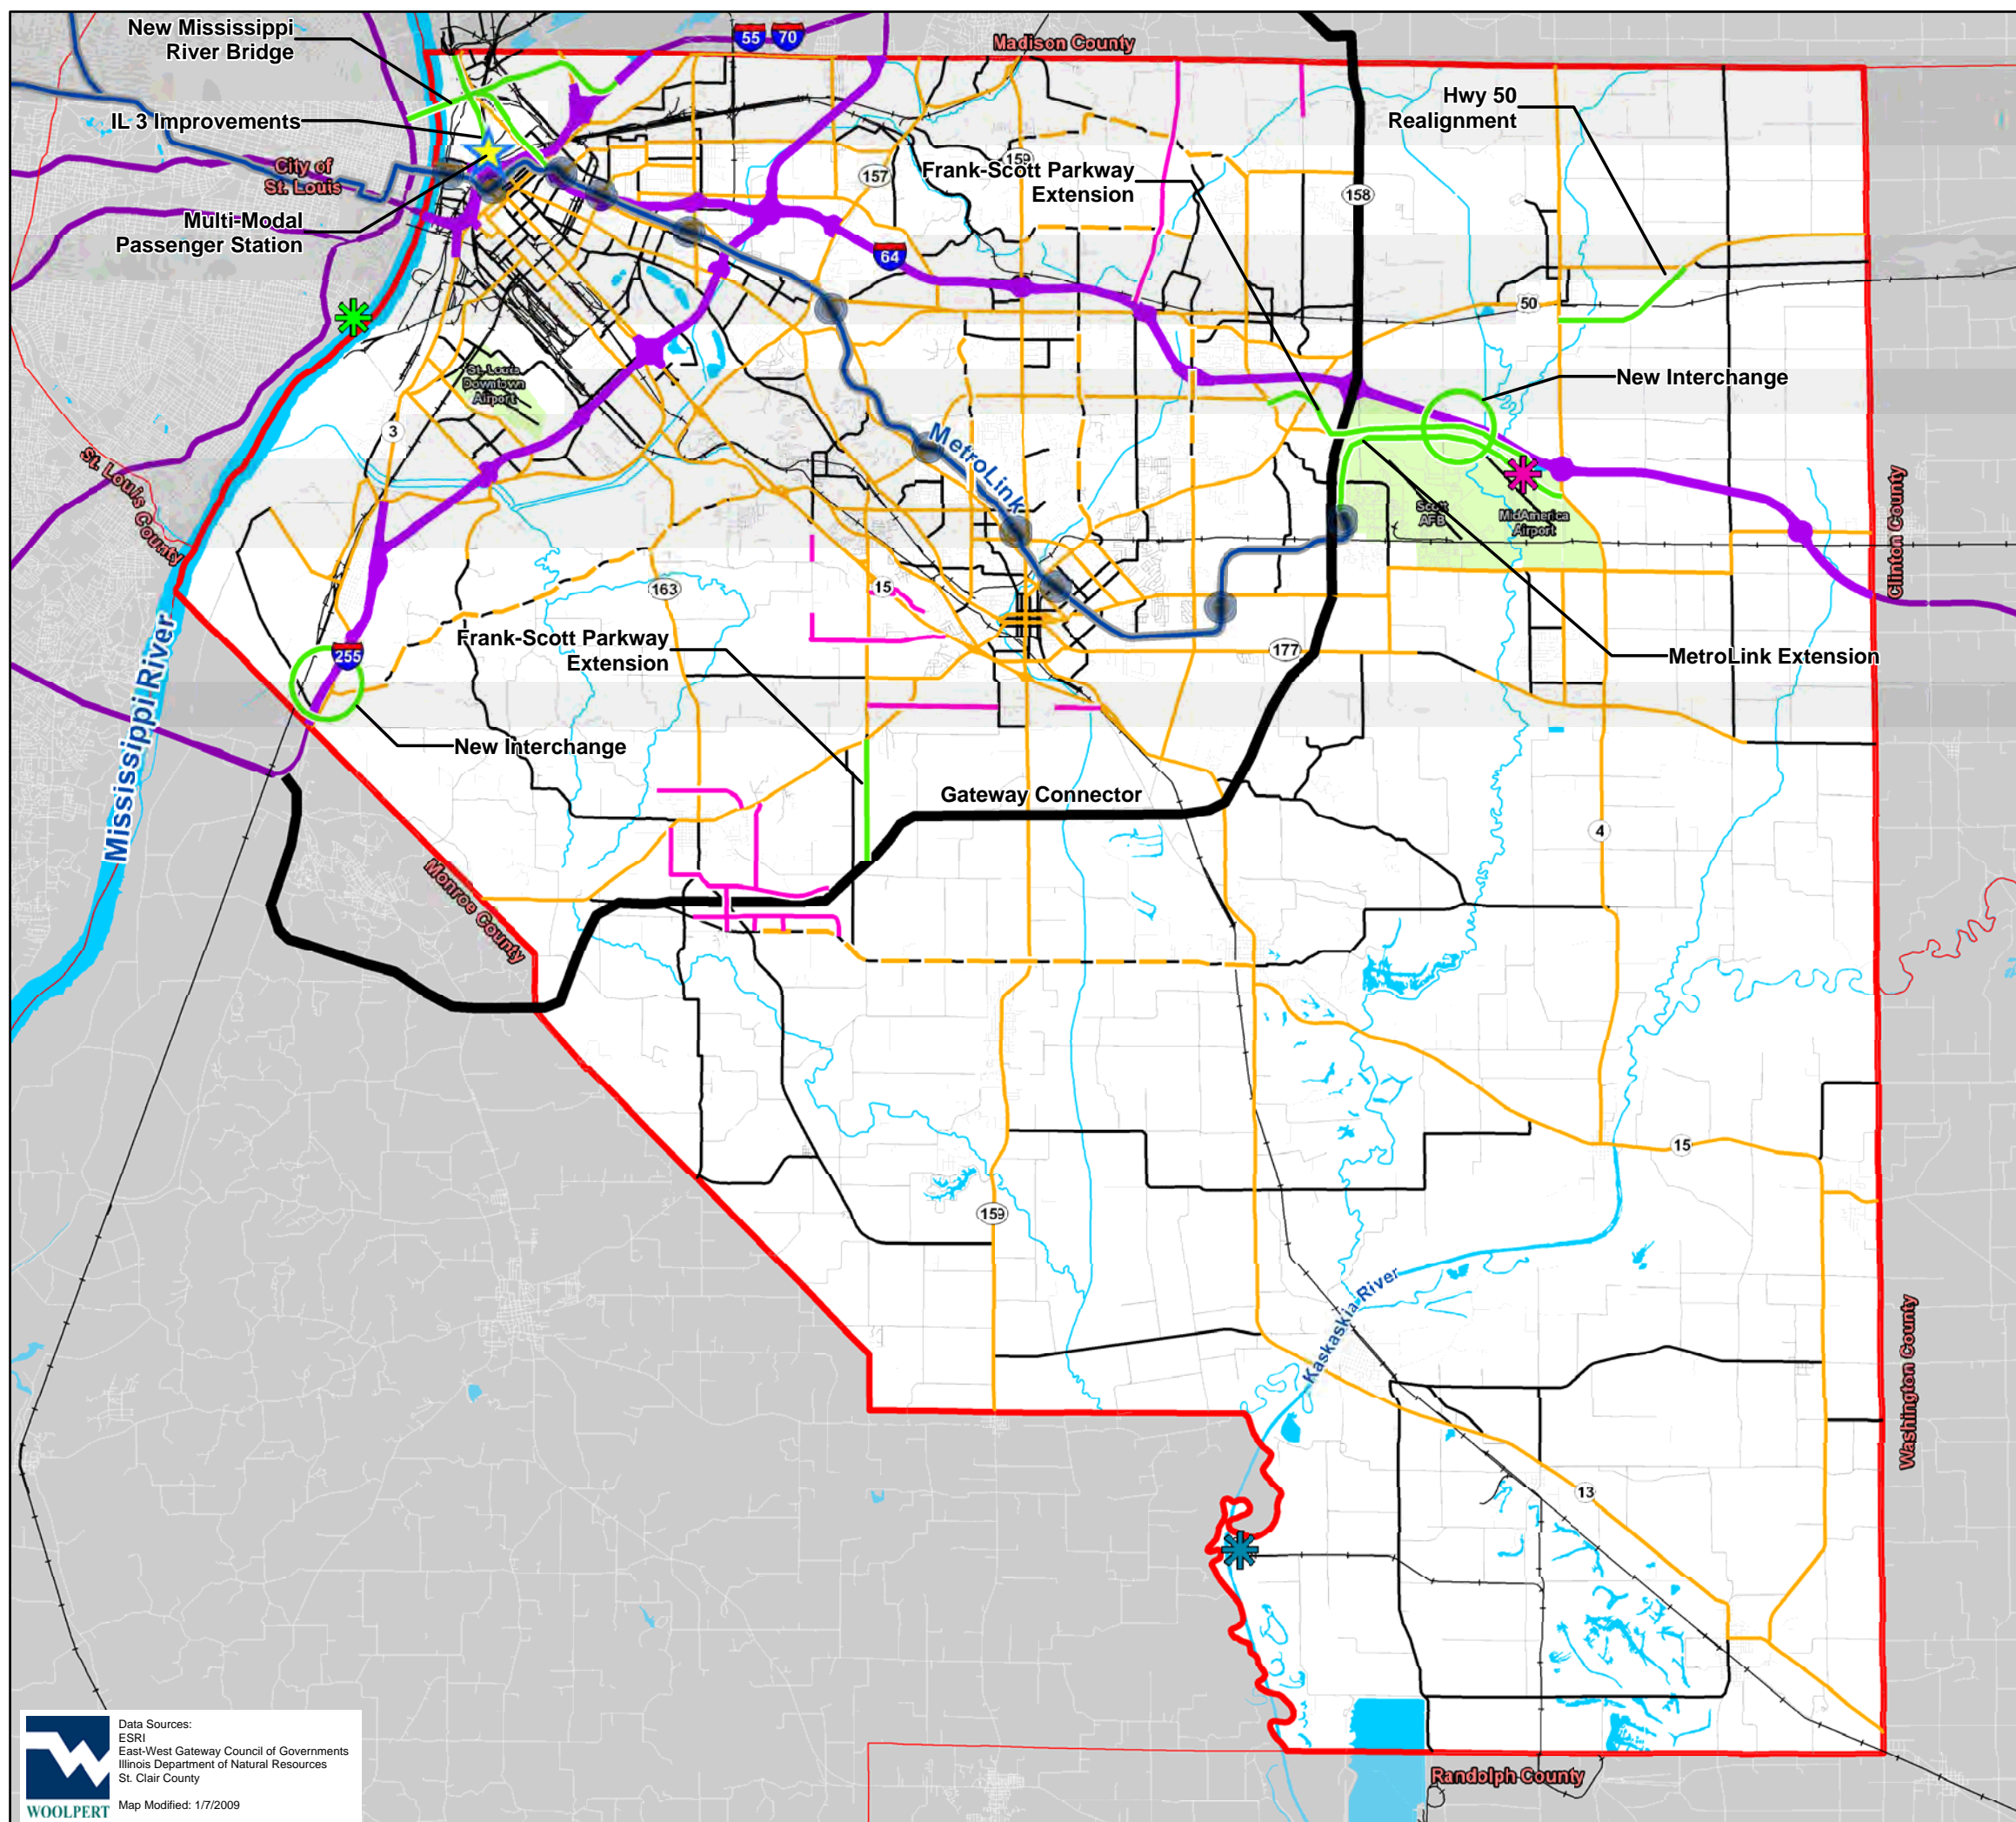 New Mississippi
River Bridge
55
70
Madison County
IL 3 Improvements
Hwy 50
Realignment
City of
St. Louis
159
157
Frank-Scott Parkway
Extension
158
Multi-Modal
Passenger Station
64
50
St. Louis
Downtown
Airport
New Interchange
3
MetroLink
St. Louis County
Scott
AFB
MidAmerica
Airport
Clinton County
163
15
Frank-Scott Parkway
Extension
255
177
MetroLink Extension
Mississippi River
New Interchange
Gateway Connector
4
Monroe County
15
159
Kaskaskia River
Washington County
13
Randolph County
WOOLPERT
Data Sources:
ESRI
East-West Gateway Council of Governments
Illinois Department of Natural Resources
St. Clair County
Map Modified: 1/7/2009